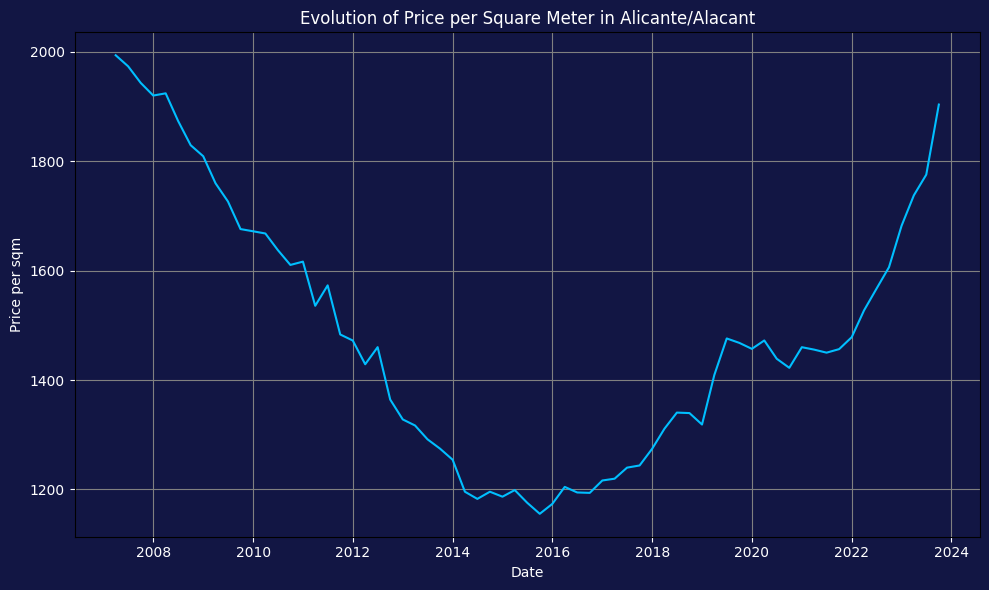 Evolution of Price per Square Meter in Alicante/Alacant
2000
1800
1600
1400
1200
Price per sqm
2008 2010 2012 2014 2016 2018 2020 2022 2024
Date